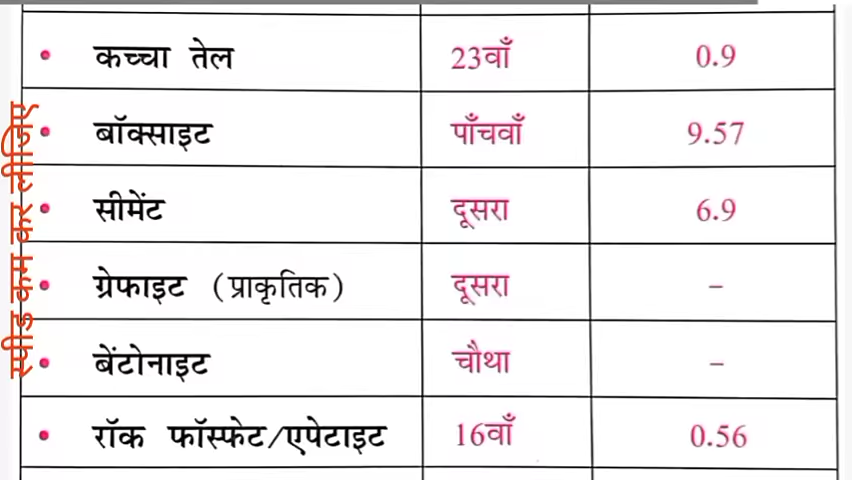 • कच्चा तेल 23वाँ 0.9
• बॉक्साइट पाँचवाँ 9.57
• सीमेंट दूसरा 6.9
• ग्रेफाइट (प्राकृतिक) दूसरा –
• बेंटोनाइट चौथा –
• रॉक फॉस्फेट/एपेटाइट 16वाँ 0.56
स्पीड कम कर लीजिए